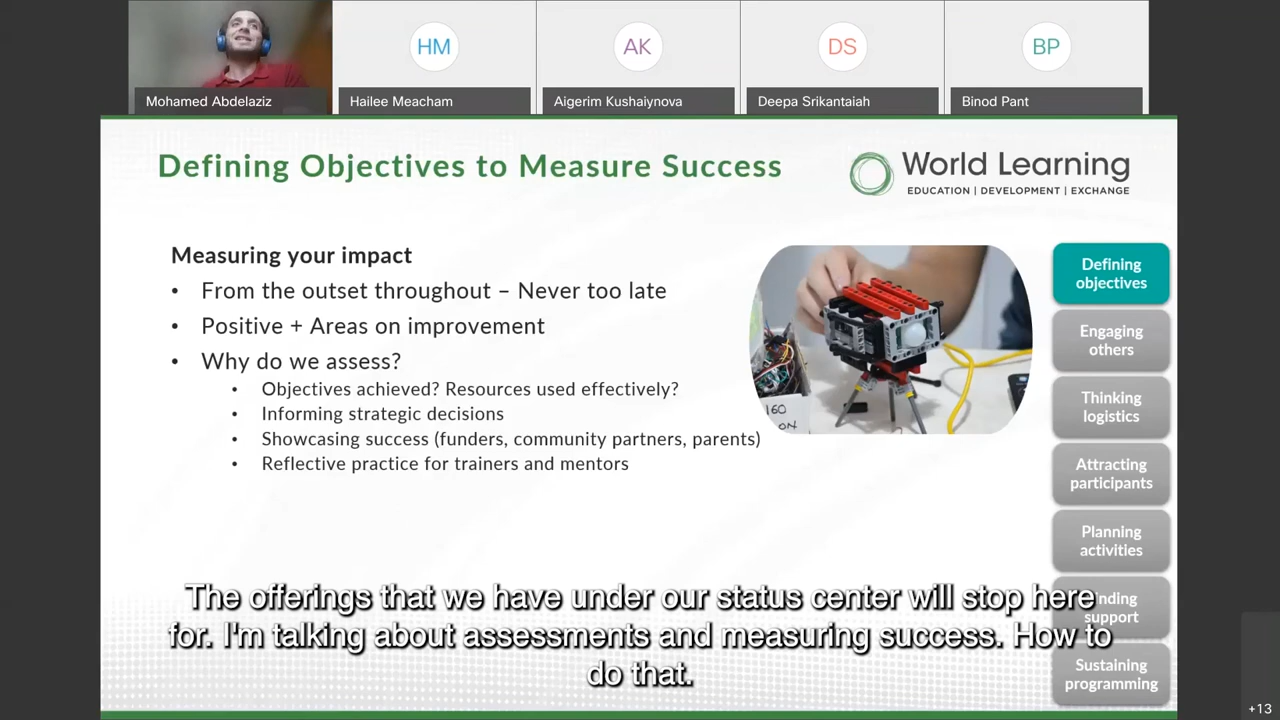 HM
AK
DS
BP
Mohamed Abdelaziz
Hailee Meacham
Aigerim Kushaiynova
Deepa Srikantaiah
Binod Pant
Defining Objectives to Measure Success
World Learning
EDUCATION | DEVELOPMENT | EXCHANGE
Measuring your impact
• From the outset throughout – Never too late
• Positive + Areas on improvement
• Why do we assess?
• Objectives achieved? Resources used effectively?
• Informing strategic decisions
• Showcasing success (funders, community partners, parents)
• Reflective practice for trainers and mentors
160
ON
Defining
objectives
Engaging
others
Thinking
logistics
Attracting
participants
Planning
activities
support
Sustaining
programming
The offerings that we have under our status center will stop here
for. I'm talking about assessments and measuring success. How to
do that.
+13